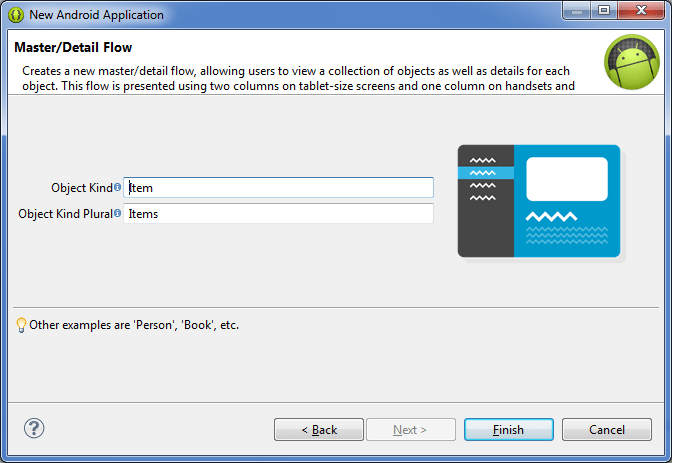 New Android Application
Master/Detail Flow
Creates a new master/detail flow, allowing users to view a collection of objects as well as details for each
object. This flow is presented using two columns on tablet-size screens and one column on handsets and
Object Kind
Item
Object Kind Plural
Items
Other examples are 'Person', 'Book', etc.
< Back
Next >
Finish
Cancel